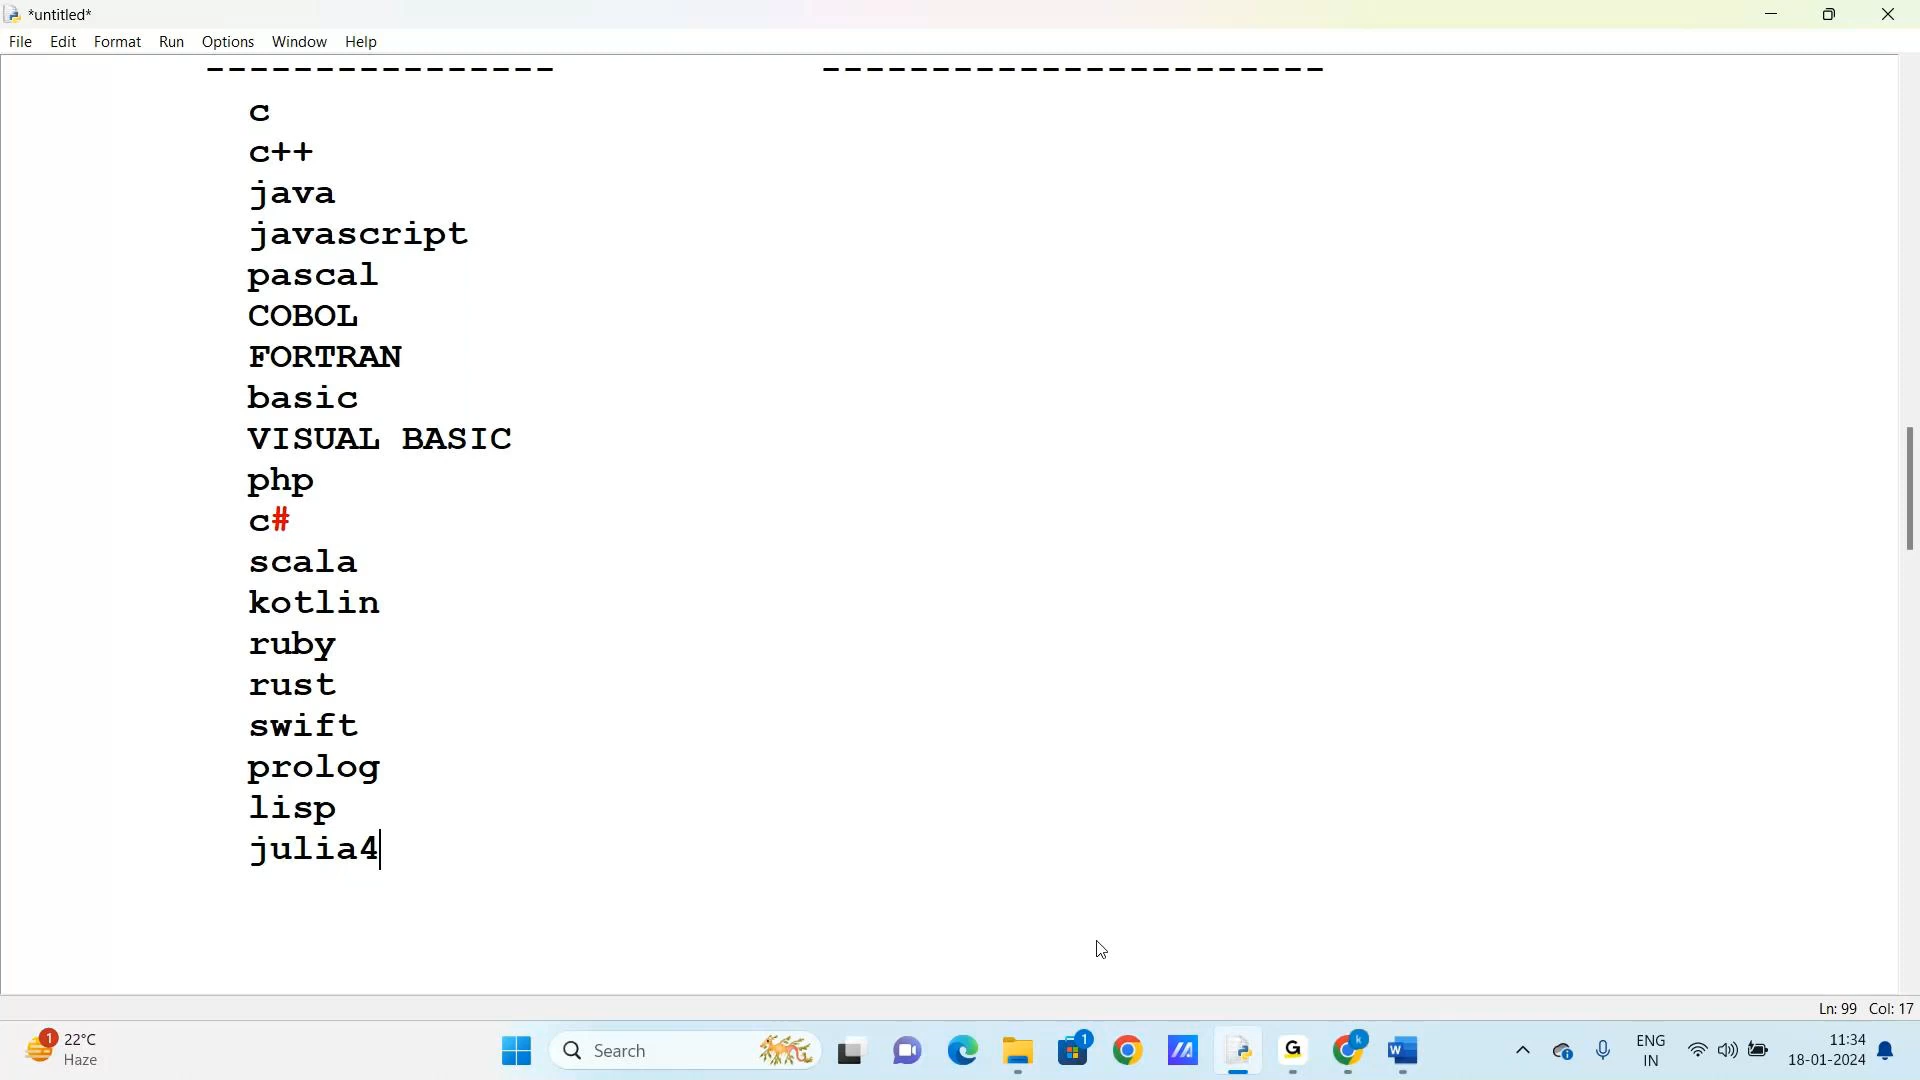 *untitled*
File Edit Format Run Options Window Help
---------------- -----------------------
c
c++
java
javascript
pascal
COBOL
FORTRAN
basic
VISUAL BASIC
php
c#
scala
kotlin
ruby
rust
swift
prolog
lisp
julia4
Ln: 99 Col: 17
1 22°C
Haze
Search
1
G
k
W
ENG
IN
11:34
18-01-2024